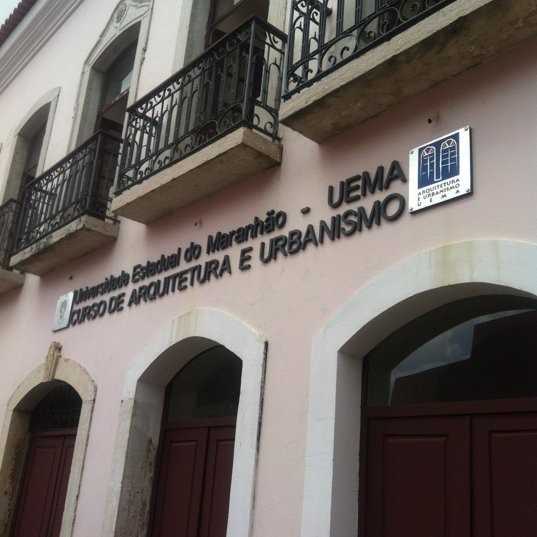 Universidade Estadual do Maranhão - UEMA
CURSO DE ARQUITETURA E URBANISMO
ARQUITETURA
E URBANISMO
UEMA